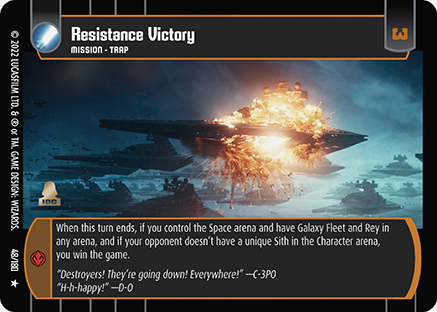 Resistance Victory
MISSION - TRAP
100
When this turn ends, if you control the Space arena and have Galaxy Fleet and Rey in
any arena, and if your opponent doesn't have a unique Sith in the Character arena,
you win the game.
"Destroyers! They're going down! Everywhere!" —C-3PO
"H-h-happy!" —D-O
© 2022 LUCASFILM LTD. & ® or TM. GAME DESIGN: WIZARDS.
48/180